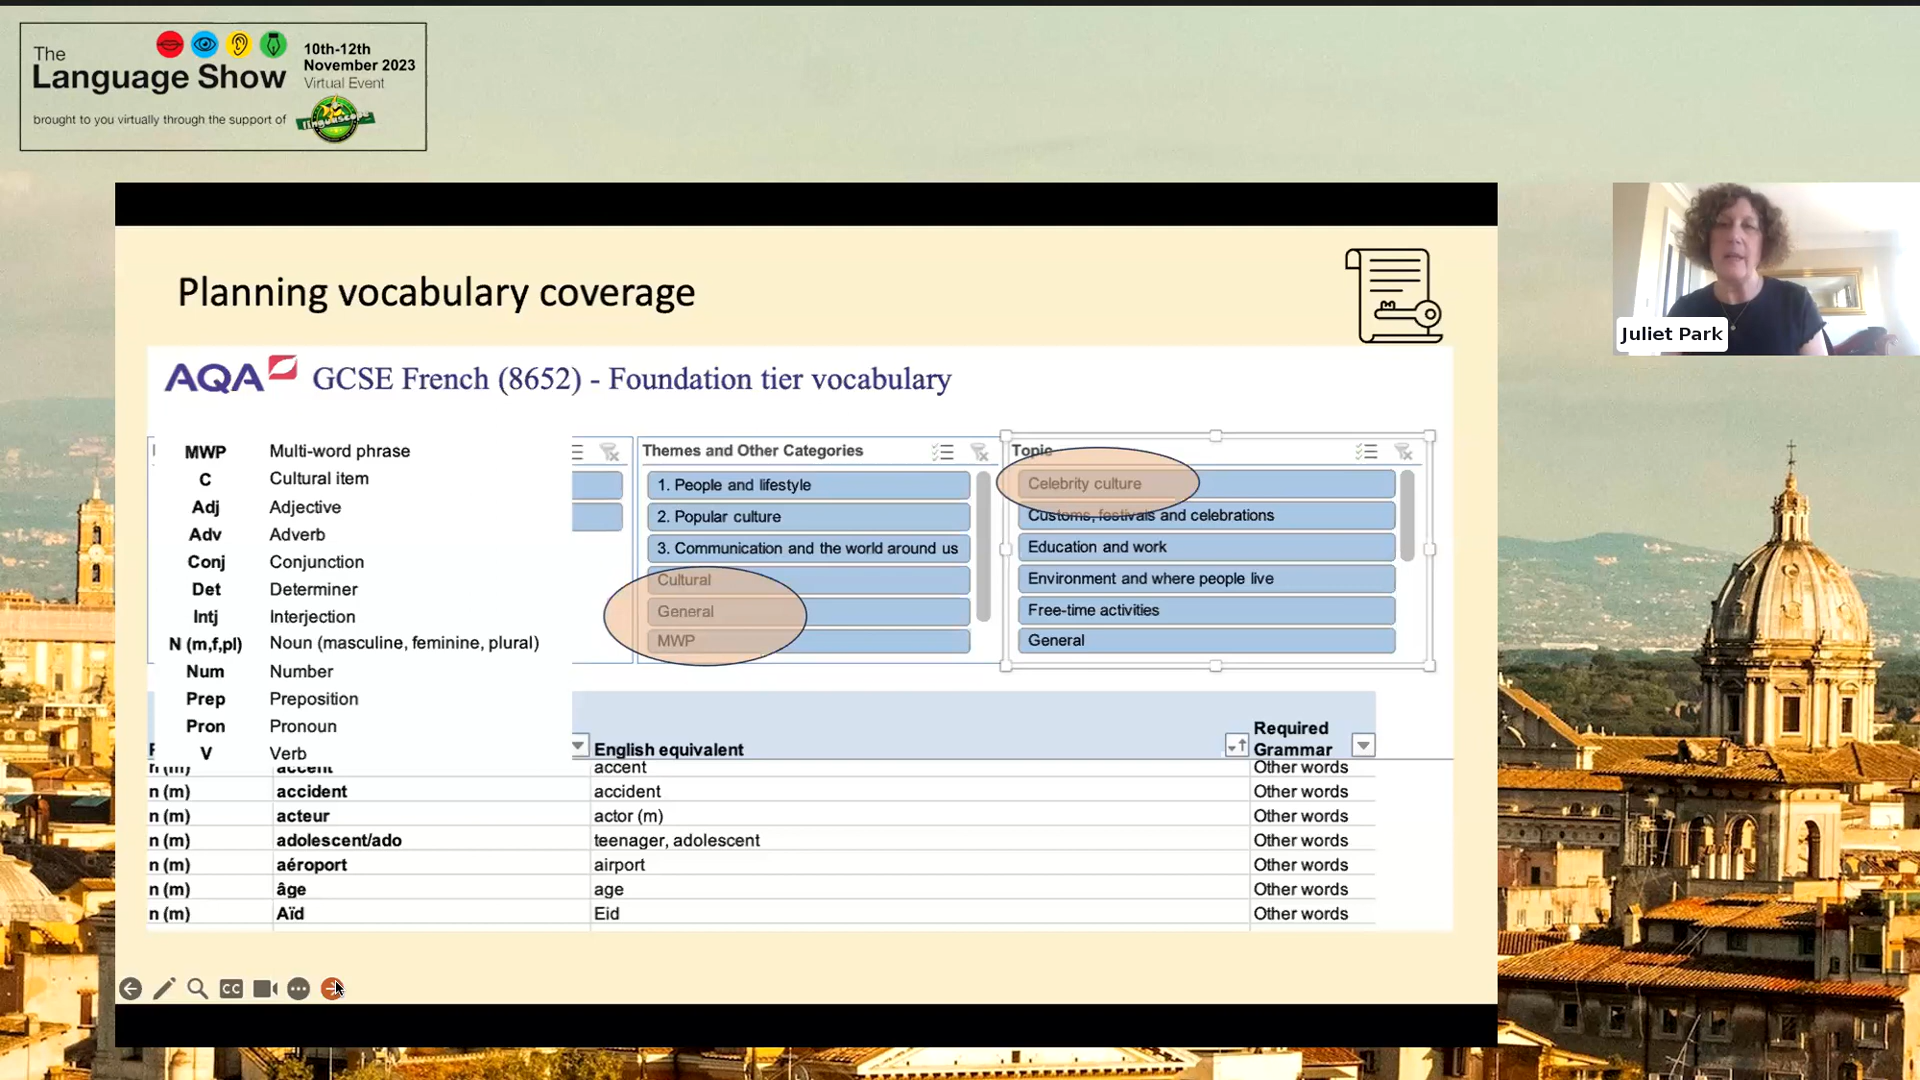 The
Language Show
10th-12th
November 2023
Virtual Event
brought to you virtually through the support of
linguascope
Juliet Park
Planning vocabulary coverage
AQA GCSE French (8652) - Foundation tier vocabulary
MWP Multi-word phrase
C Cultural item
Adj Adjective
Adv Adverb
Conj Conjunction
Det Determiner
Intj Interjection
N (m,f,pl) Noun (masculine, feminine, plural)
Num Number
Prep Preposition
Pron Pronoun
V Verb
Themes and Other Categories
1. People and lifestyle
2. Popular culture
3. Communication and the world around us
Cultural
General
MWP
Topic
Celebrity culture
Customs, festivals and celebrations
Education and work
Environment and where people live
Free-time activities
General
English equivalent
Required
Grammar
n (m) accent accent Other words
n (m) accident accident Other words
n (m) acteur actor (m) Other words
n (m) adolescent/ado teenager, adolescent Other words
n (m) aéroport airport Other words
n (m) âge age Other words
n (m) Aïd Eid Other words
CC